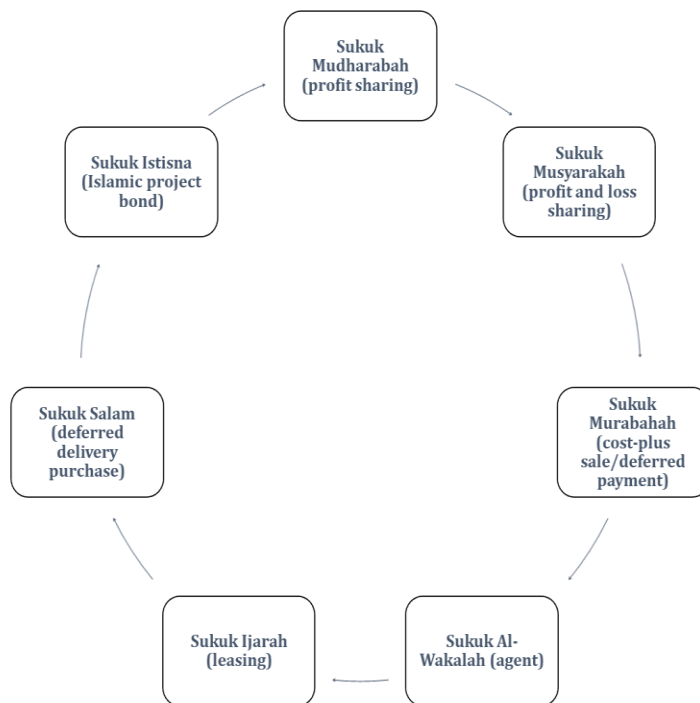 Sukuk
Mudharabah
(profit sharing)
Sukuk
Musyarakah
(profit and loss
sharing)
Sukuk
Murabahah
(cost-plus
sale/deferred
payment)
Sukuk Al-
Wakalah (agent)
Sukuk Ijarah
(leasing)
Sukuk Salam
(deferred
delivery
purchase)
Sukuk Istisna
(Islamic project
bond)